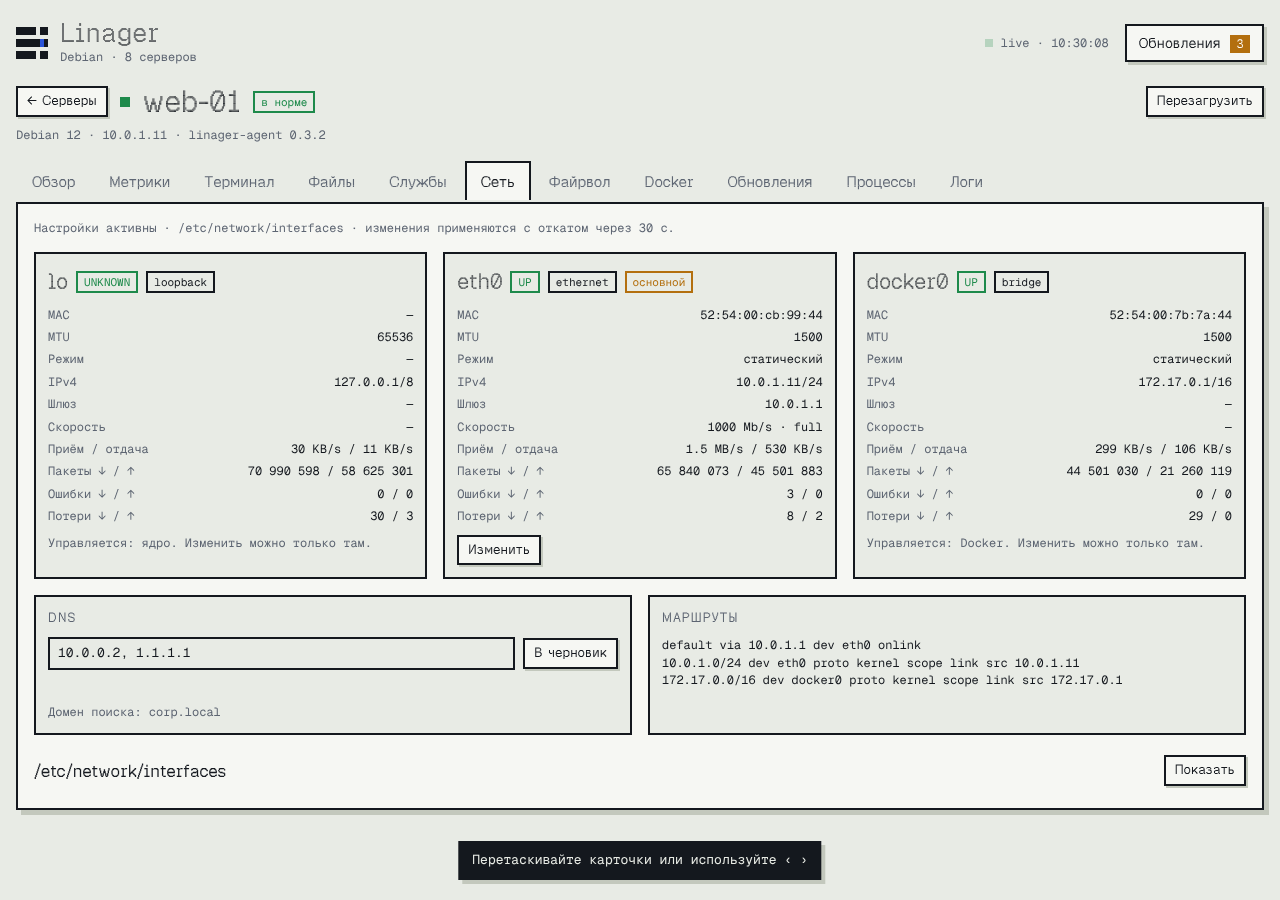 Linager
Debian · 8 серверов
live · 10:30:08
Обновления 3
← Серверы
web-01
в норме
Перезагрузить
Debian 12 · 10.0.1.11 · linager-agent 0.3.2
Обзор Метрики Терминал Файлы Службы Сеть Файрвол Docker Обновления Процессы Логи
Настройки активны · /etc/network/interfaces · изменения применяются с откатом через 30 с.
lo UNKNOWN loopback
MAC —
MTU 65536
Режим —
IPv4 127.0.0.1/8
Шлюз —
Скорость —
Приём / отдача 30 KB/s / 11 KB/s
Пакеты ↓ / ↑ 70 990 598 / 58 625 301
Ошибки ↓ / ↑ 0 / 0
Потери ↓ / ↑ 30 / 3
Управляется: ядро. Изменить можно только там.
eth0 UP ethernet основной
MAC 52:54:00:cb:99:44
MTU 1500
Режим статический
IPv4 10.0.1.11/24
Шлюз 10.0.1.1
Скорость 1000 Mb/s · full
Приём / отдача 1.5 MB/s / 530 KB/s
Пакеты ↓ / ↑ 65 840 073 / 45 501 883
Ошибки ↓ / ↑ 3 / 0
Потери ↓ / ↑ 8 / 2
Изменить
docker0 UP bridge
MAC 52:54:00:7b:7a:44
MTU 1500
Режим статический
IPv4 172.17.0.1/16
Шлюз —
Скорость —
Приём / отдача 299 KB/s / 106 KB/s
Пакеты ↓ / ↑ 44 501 030 / 21 260 119
Ошибки ↓ / ↑ 0 / 0
Потери ↓ / ↑ 29 / 0
Управляется: Docker. Изменить можно только там.
DNS
10.0.0.2, 1.1.1.1
В черновик
Домен поиска: corp.local
МАРШРУТЫ
default via 10.0.1.1 dev eth0 onlink
10.0.1.0/24 dev eth0 proto kernel scope link src 10.0.1.11
172.17.0.0/16 dev docker0 proto kernel scope link src 172.17.0.1
/etc/network/interfaces
Показать
Перетаскивайте карточки или используйте ‹ ›